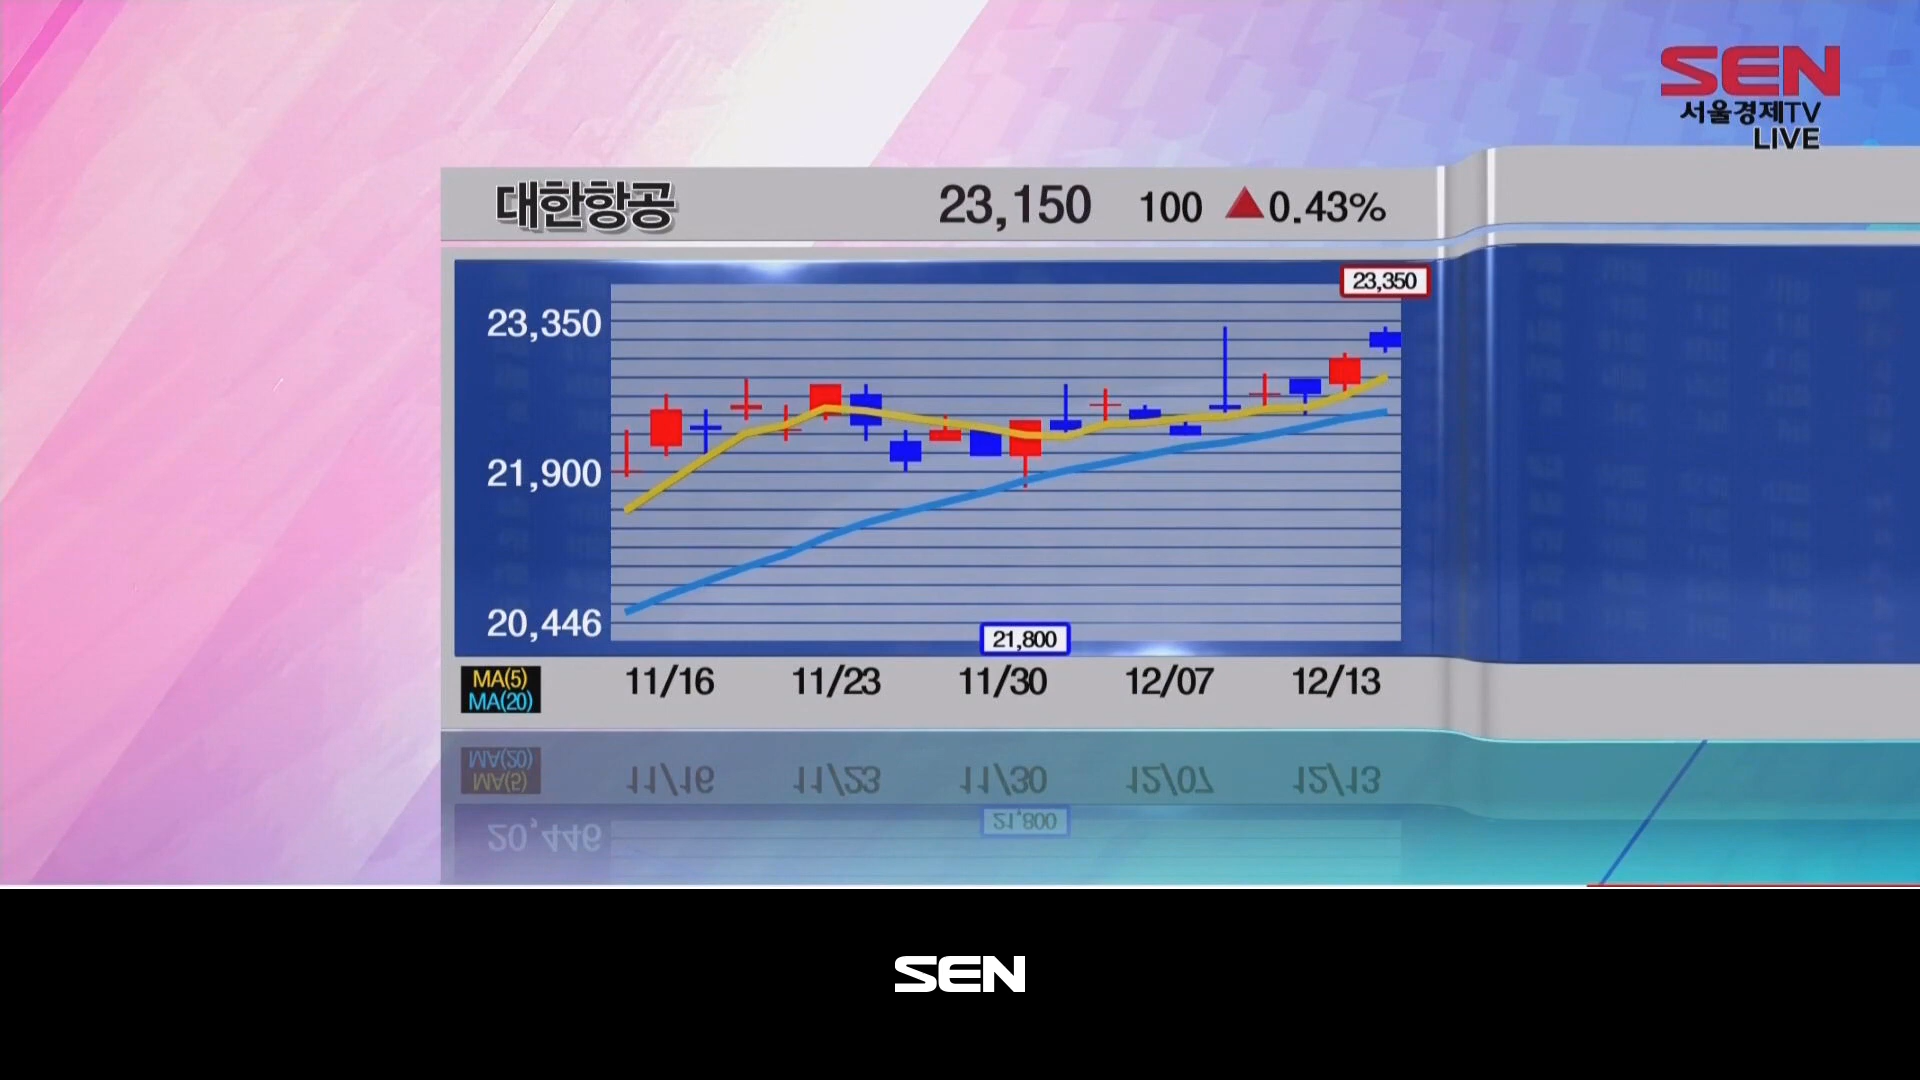 SEN
서울경제TV
LIVE
대한항공 23,150 100 ▲0.43%
23,350
23,350
21,900
20,446
21,800
MA(5)
MA(20)
11/16 11/23 11/30 12/07 12/13
SEN